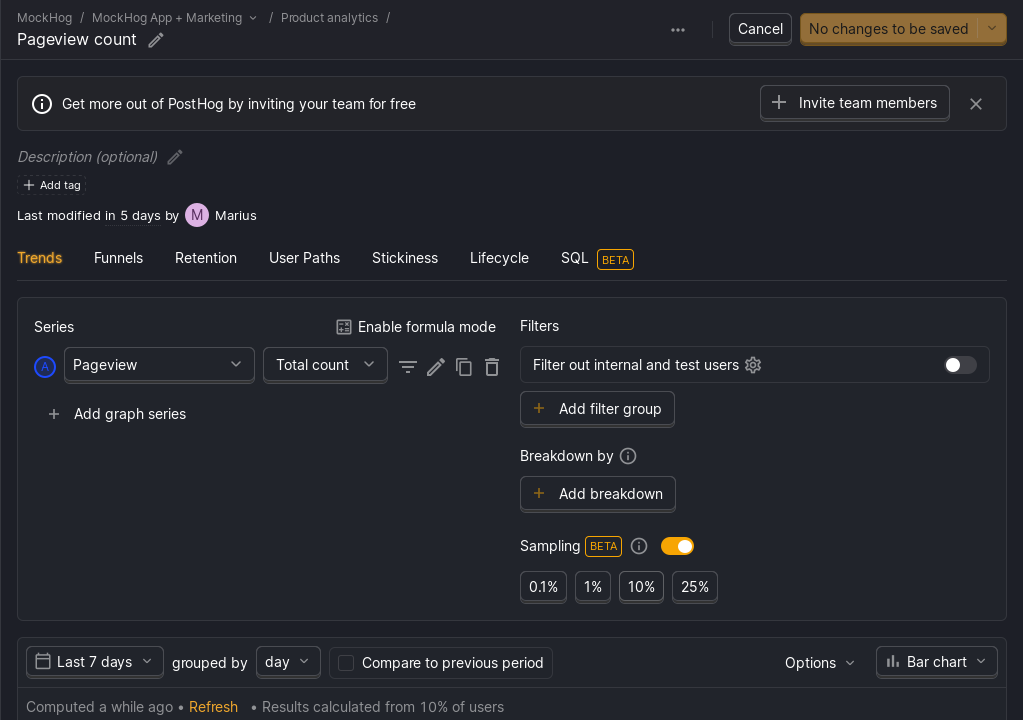 MockHog / MockHog App + Marketing / Product analytics /
Pageview count
Cancel
No changes to be saved
Get more out of PostHog by inviting your team for free
Invite team members
Description (optional)
Add tag
Last modified in 5 days by M Marius
Trends Funnels Retention User Paths Stickiness Lifecycle SQL BETA
Series
Enable formula mode
A Pageview Total count
Add graph series
Filters
Filter out internal and test users
Add filter group
Breakdown by
Add breakdown
Sampling BETA
0.1% 1% 10% 25%
Last 7 days grouped by day Compare to previous period Options Bar chart
Computed a while ago • Refresh • Results calculated from 10% of users